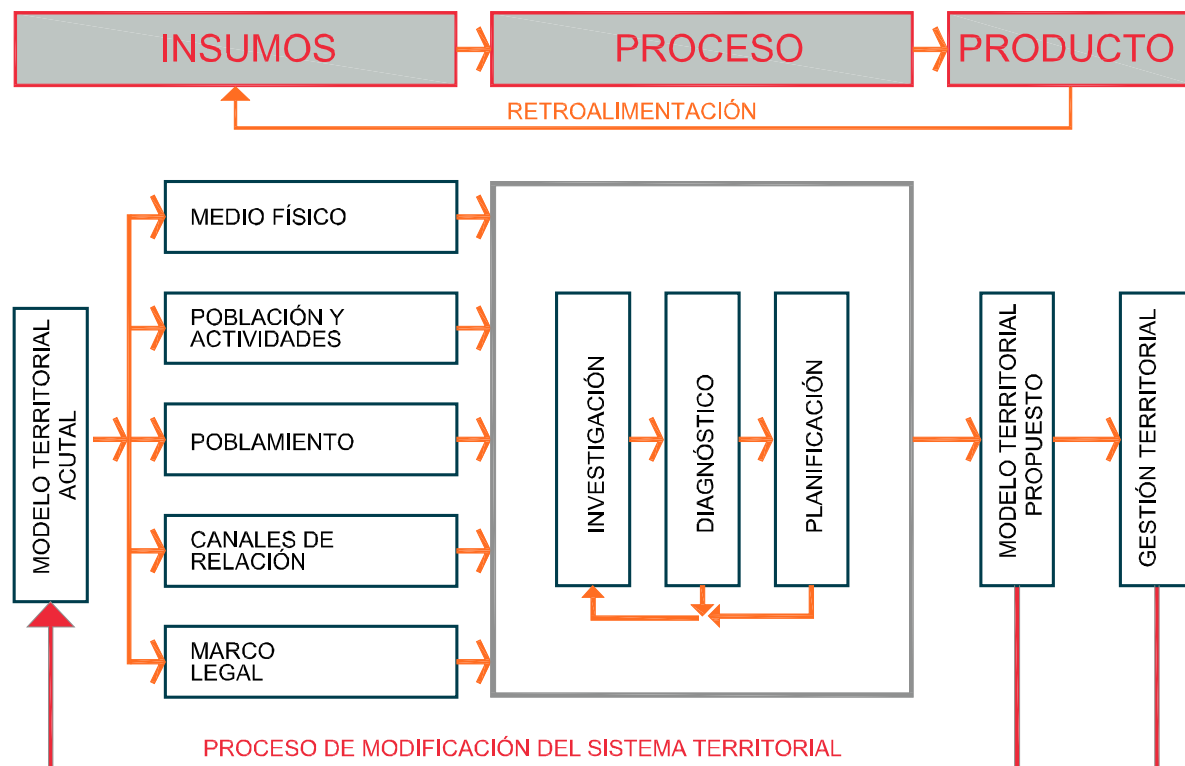 INSUMOS
PROCESO
PRODUCTO
RETROALIMENTACIÓN
MODELO TERRITORIAL
ACUTAL
MEDIO FÍSICO
POBLACIÓN Y
ACTIVIDADES
POBLAMIENTO
CANALES DE
RELACIÓN
MARCO
LEGAL
INVESTIGACIÓN
DIAGNÓSTICO
PLANIFICACIÓN
MODELO TERRITORIAL
PROPUESTO
GESTIÓN TERRITORIAL
PROCESO DE MODIFICACIÓN DEL SISTEMA TERRITORIAL